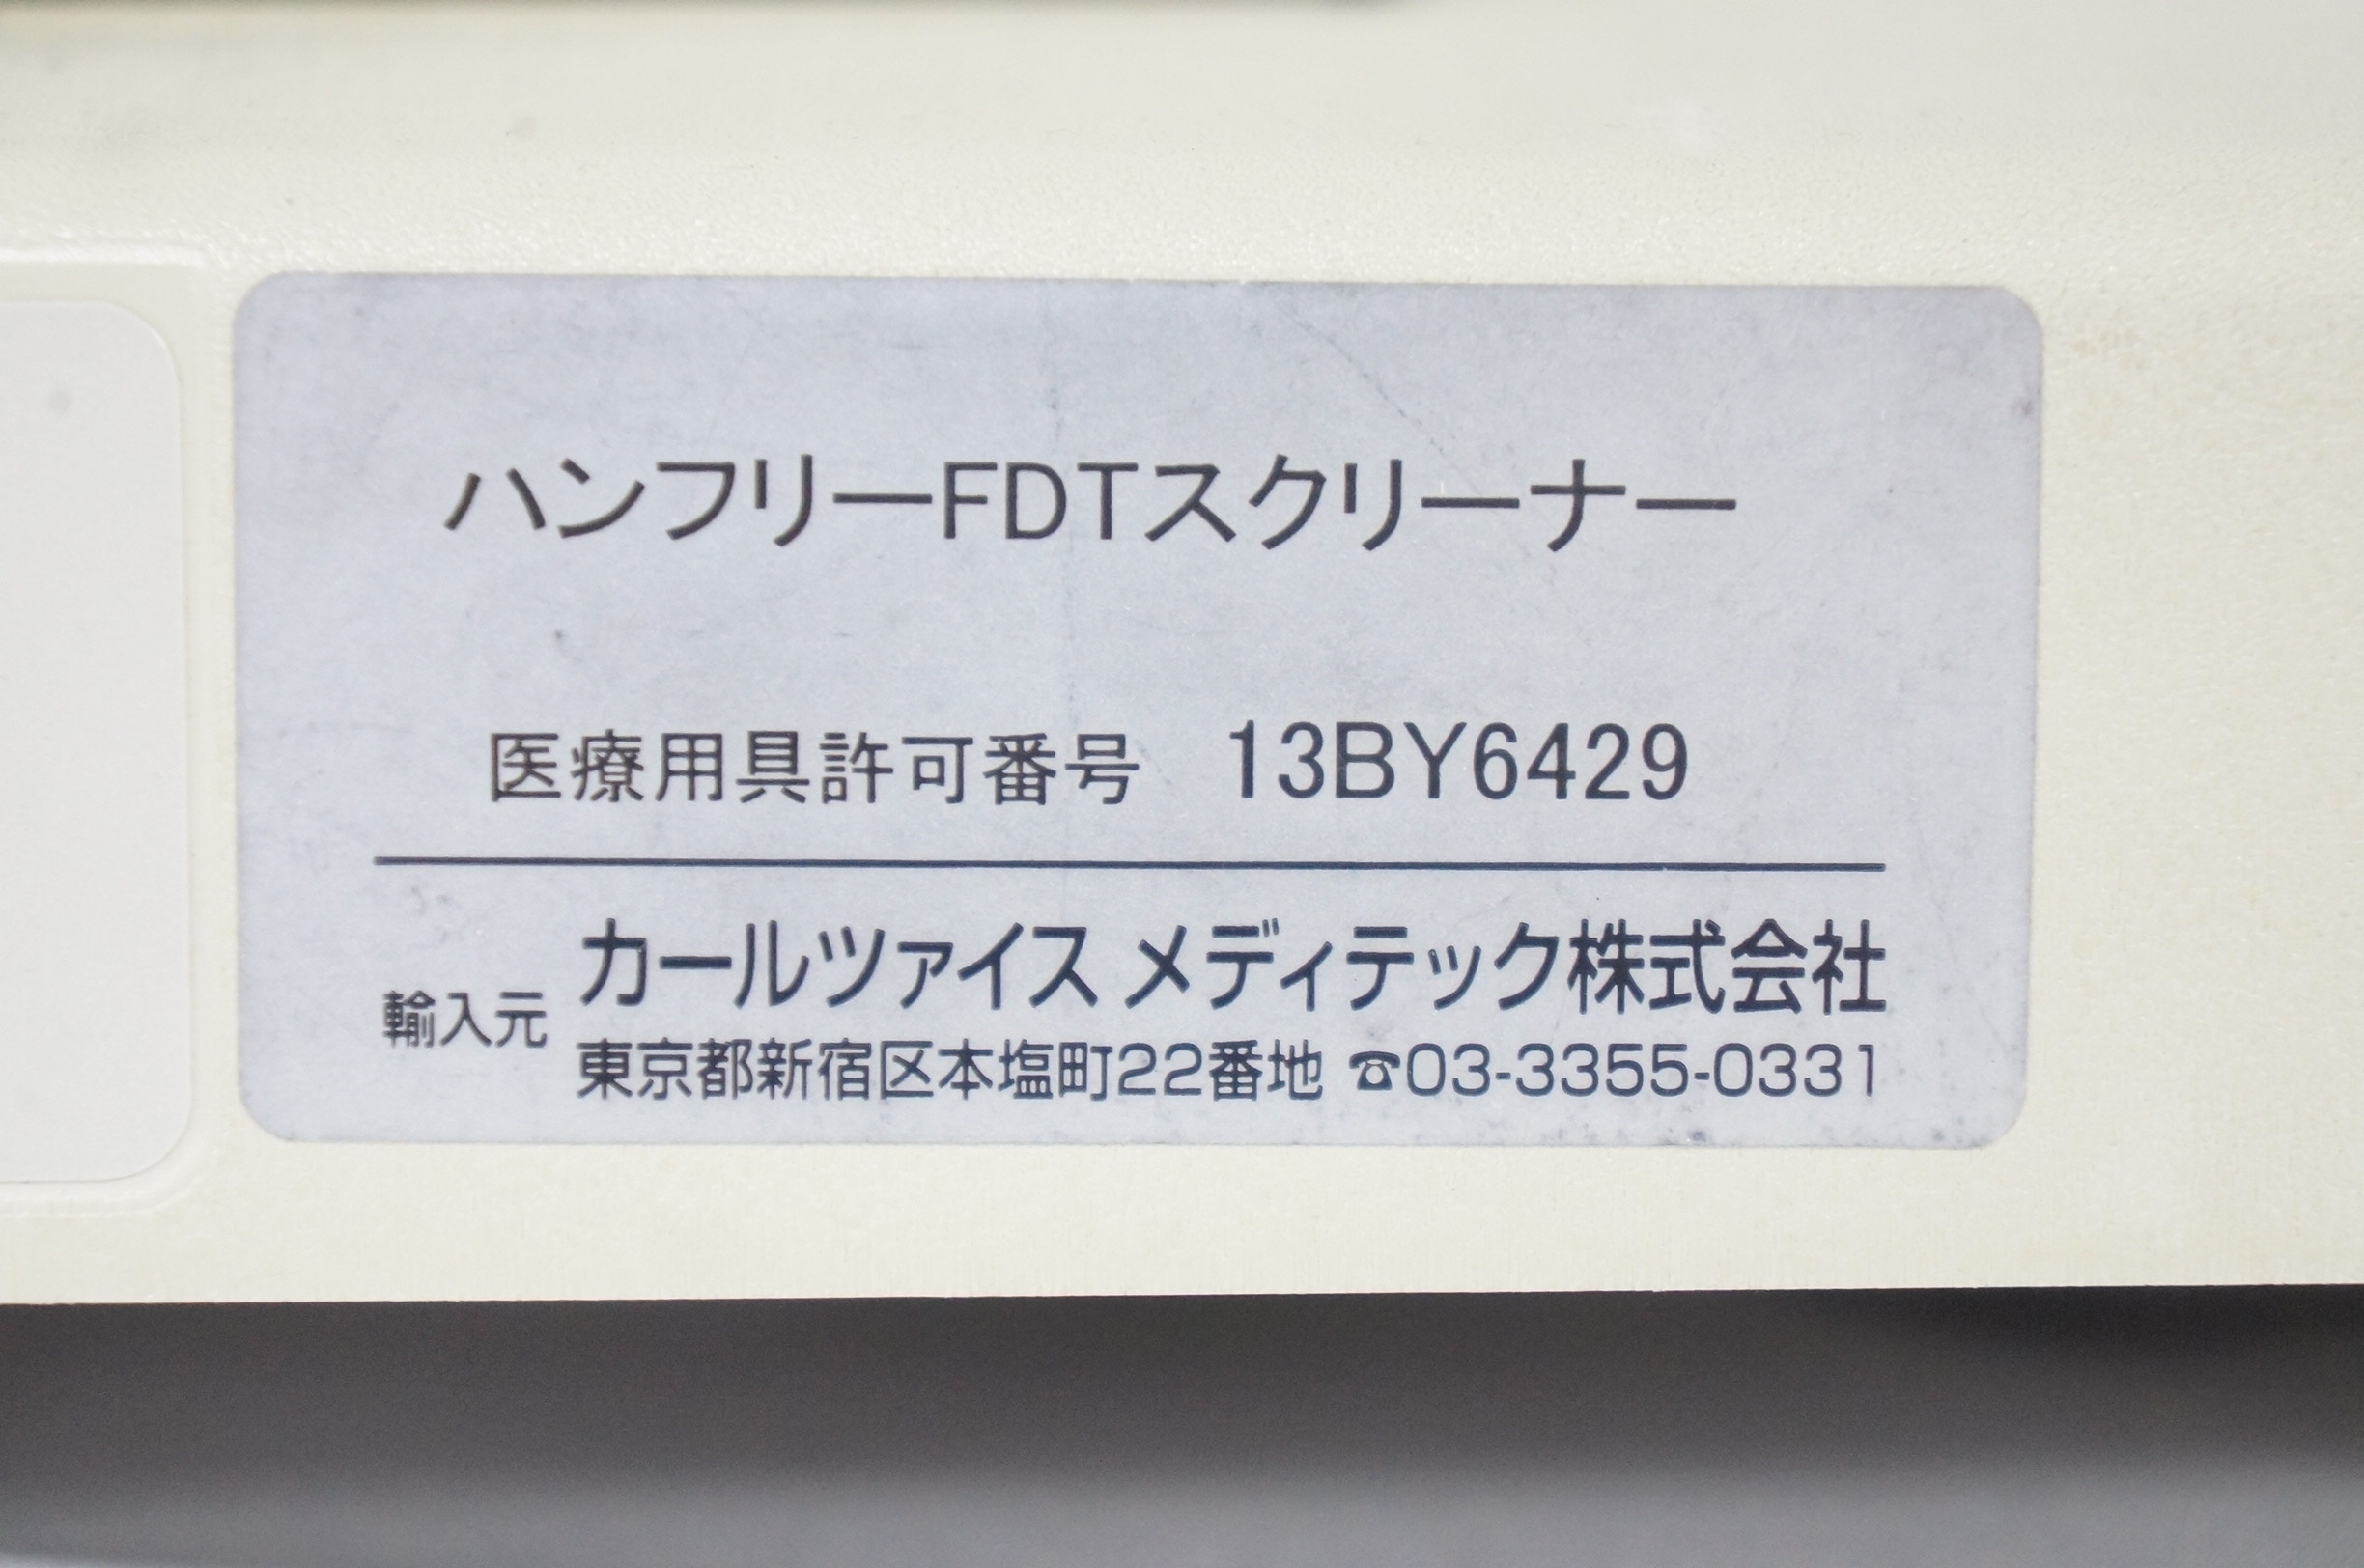 ハンフリーFDTスクリーナー
医療用具許可番号 13BY6429
輸入元 カールツァイス メディテック株式会社
東京都新宿区本塩町22番地 ☎03-3355-0331